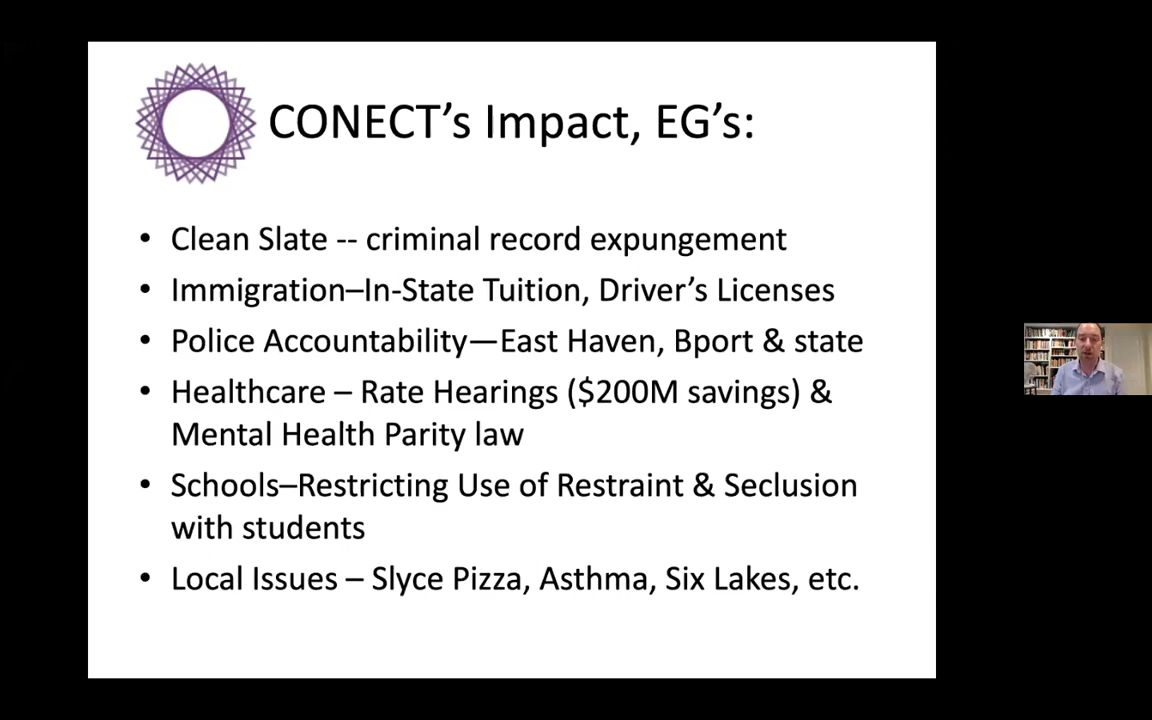 CONECT’s Impact, EG’s:
• Clean Slate -- criminal record expungement
• Immigration–In-State Tuition, Driver’s Licenses
• Police Accountability—East Haven, Bport & state
• Healthcare – Rate Hearings ($200M savings) &
Mental Health Parity law
• Schools–Restricting Use of Restraint & Seclusion
with students
• Local Issues – Slyce Pizza, Asthma, Six Lakes, etc.